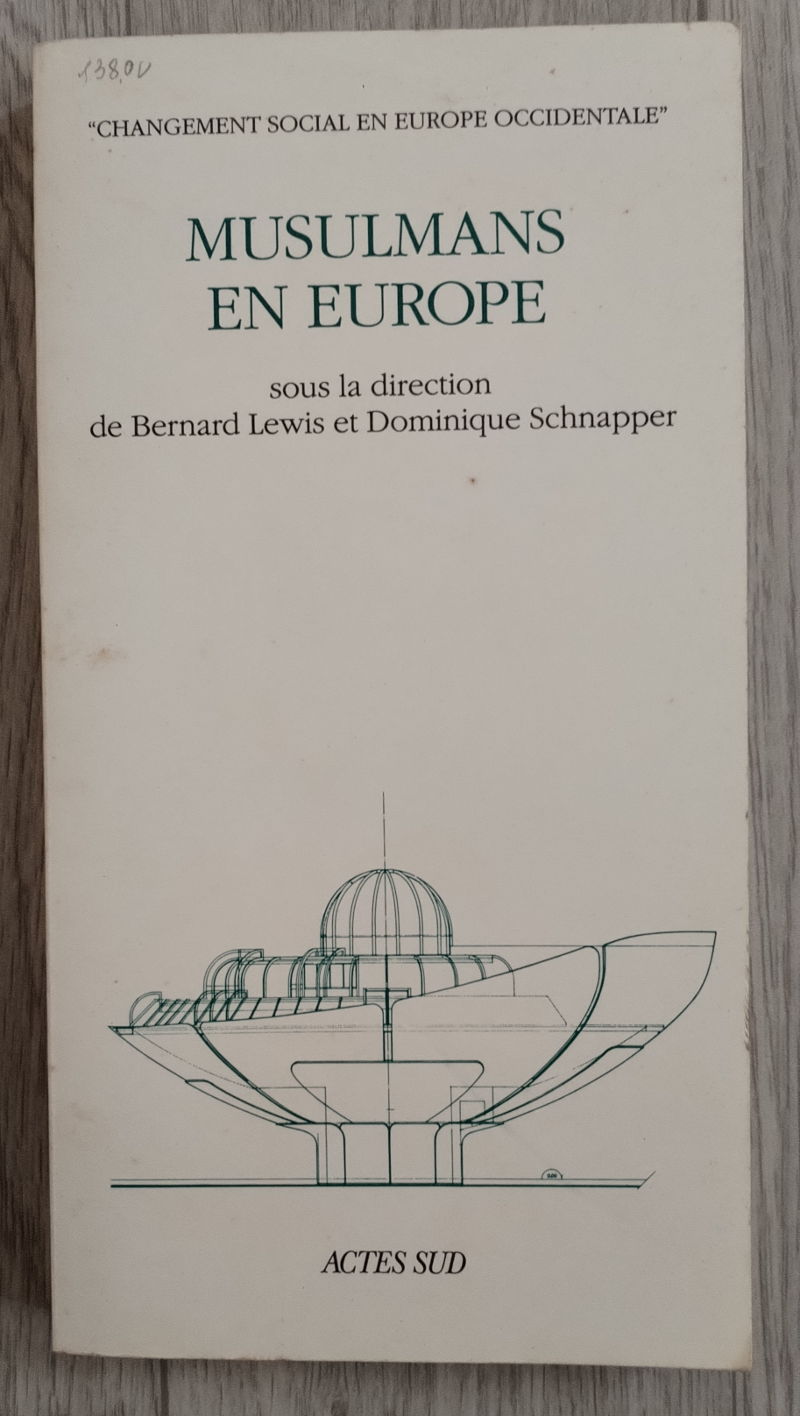 138,00
"CHANGEMENT SOCIAL EN EUROPE OCCIDENTALE"
MUSULMANS
EN EUROPE
sous la direction
de Bernard Lewis et Dominique Schnapper
ACTES SUD